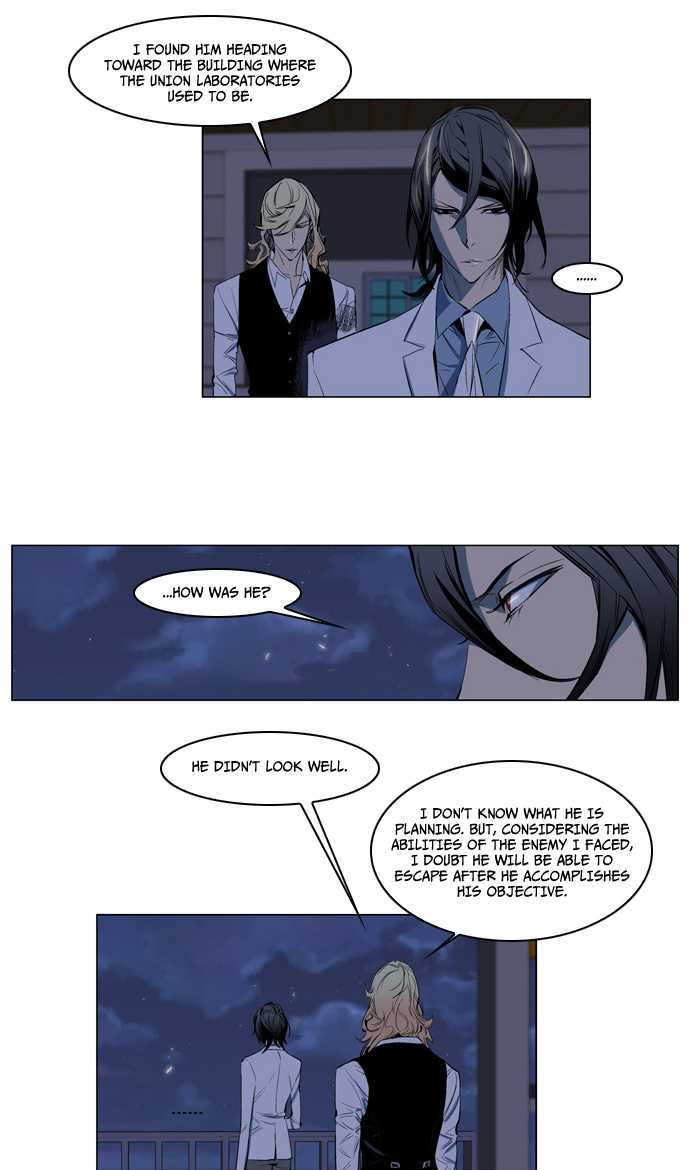 I FOUND HIM HEADING
TOWARD THE BUILDING WHERE
THE UNION LABORATORIES
USED TO BE.
......
...HOW WAS HE?
HE DIDN'T LOOK WELL.
I DON'T KNOW WHAT HE IS
PLANNING. BUT, CONSIDERING THE
ABILITIES OF THE ENEMY I FACED,
I DOUBT HE WILL BE ABLE TO
ESCAPE AFTER HE ACCOMPLISHES
HIS OBJECTIVE.
.......